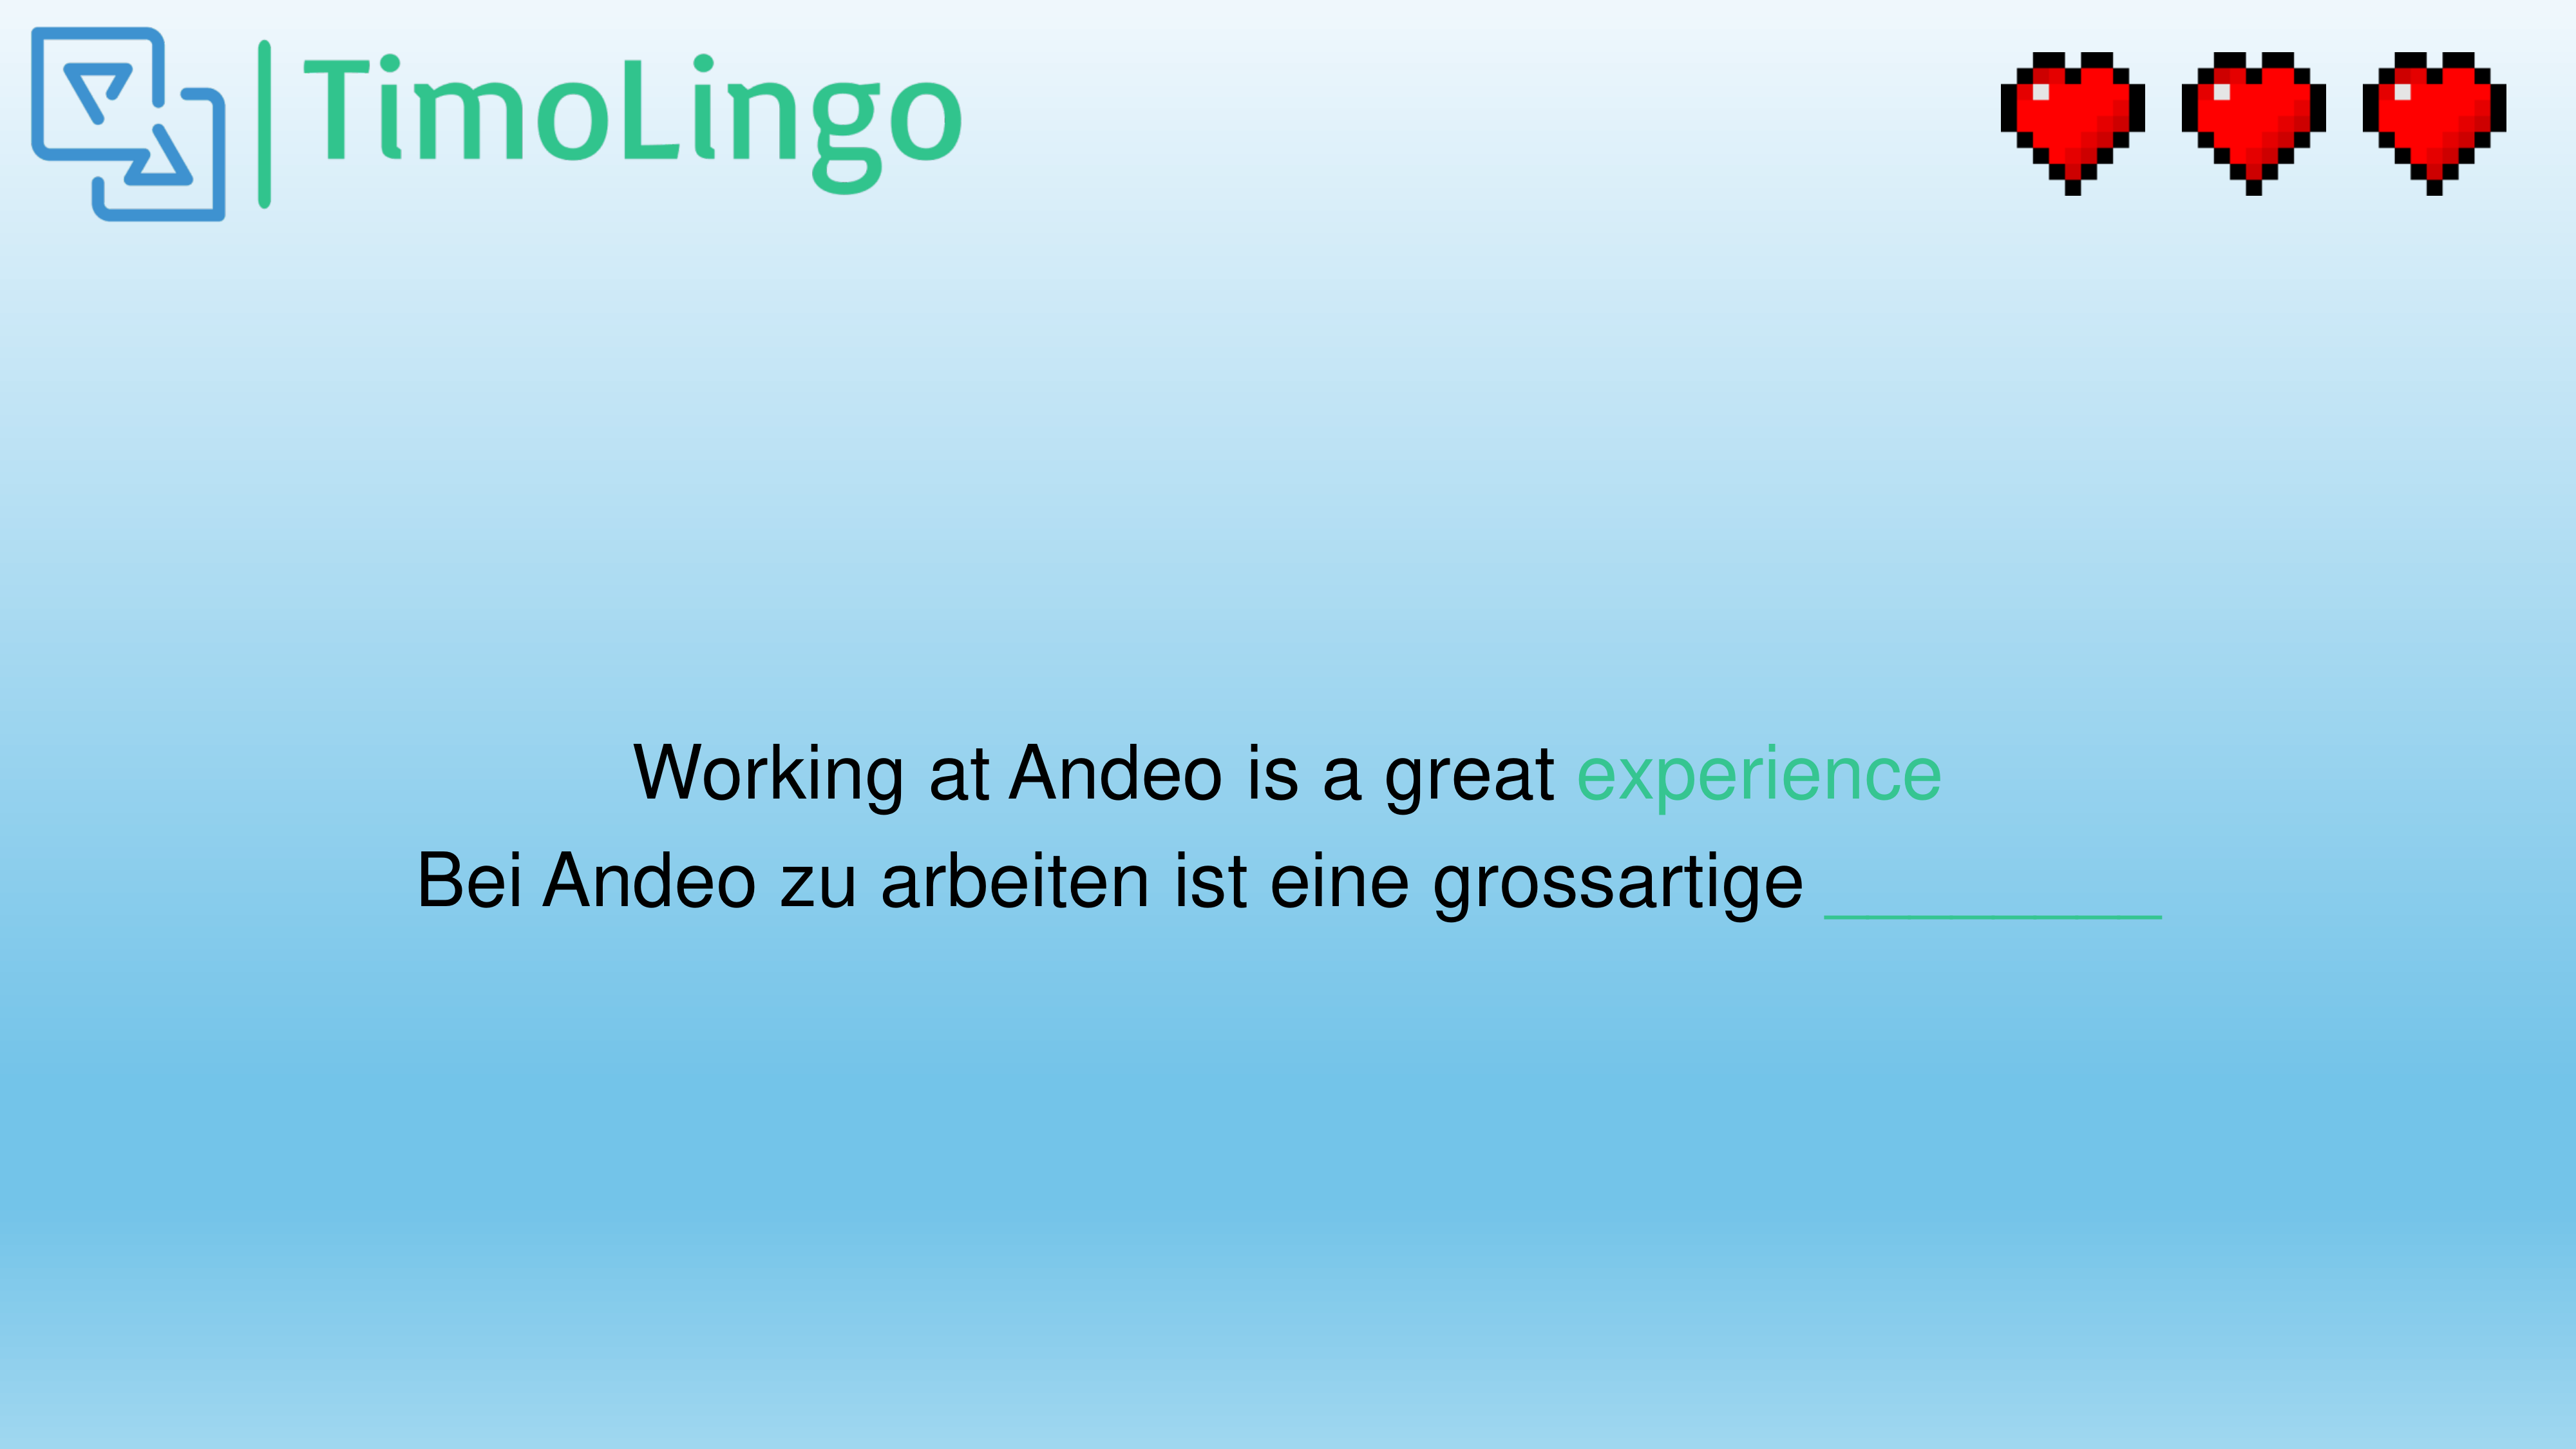 TimoLingo
Working at Andeo is a great experience
Bei Andeo zu arbeiten ist eine grossartige ________